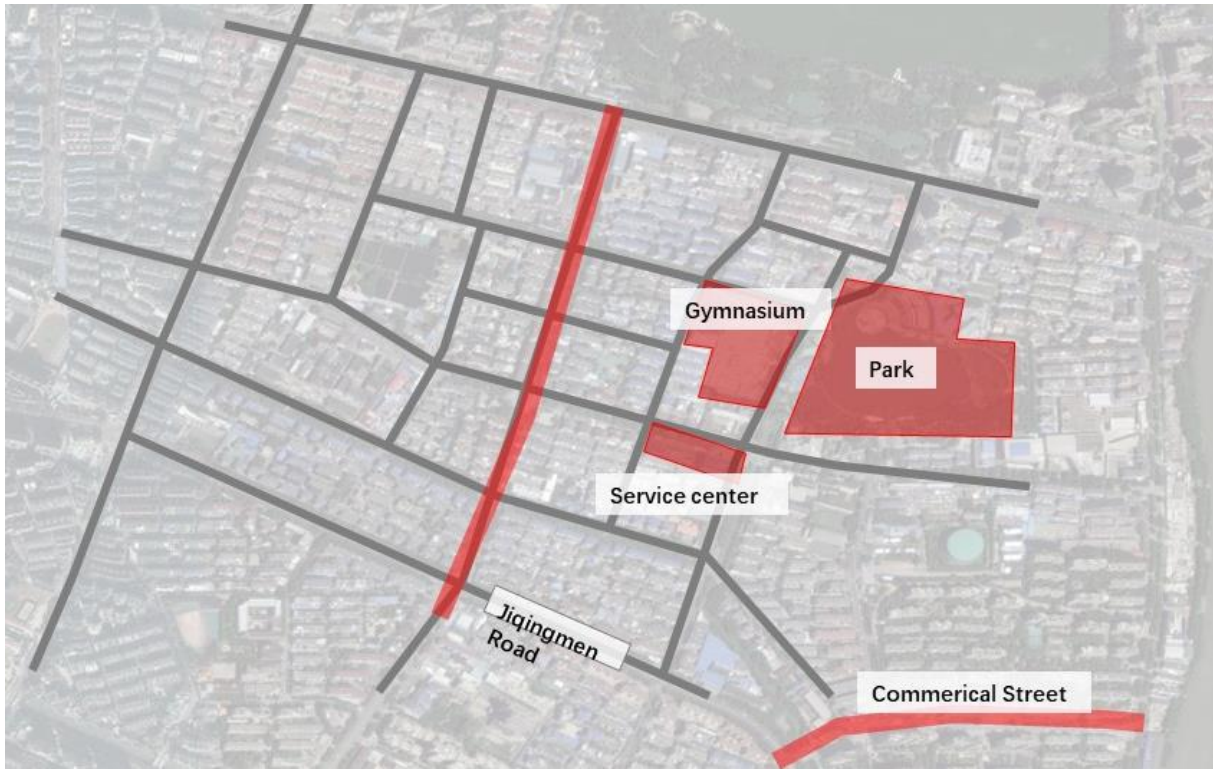 Gymnasium
Park
Service center
Jiqingmen
Road
Commerical Street